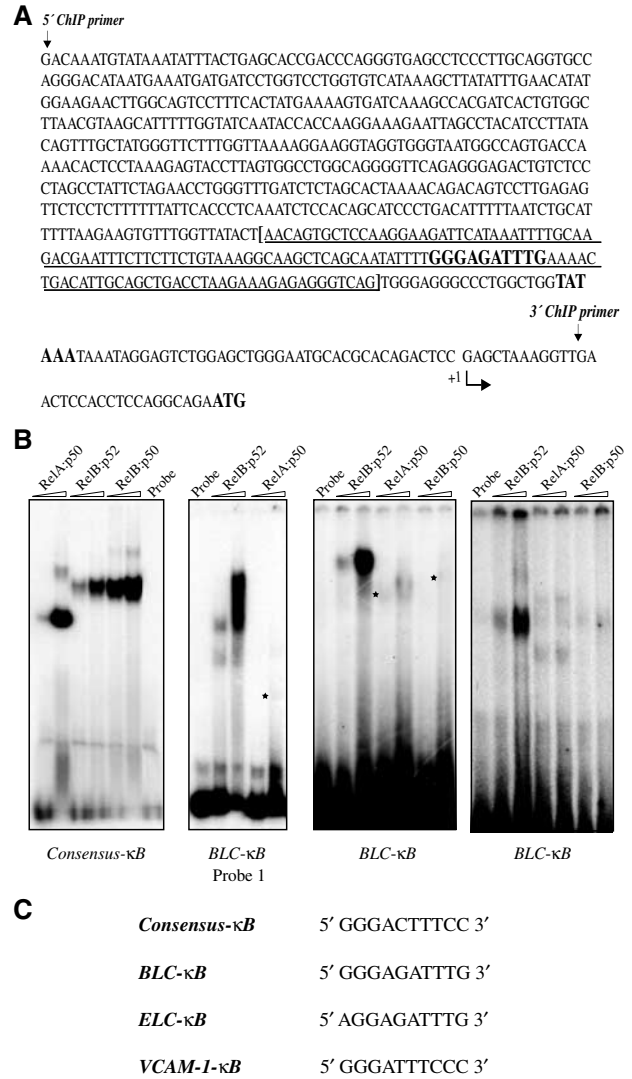 A
5′ ChIP primer
GACAAATGTATAAATATTTACTGAGCACCGACCCAGGGTGAGCCTCCCTTGCAGGTGCC
AGGGACATAATGAAATGATGATCCTGGTCCTGGTGTCATAAAGCTTATATTTGAACATAT
GGAAGAACTTGGCAGTCCTTTCACTATGAAAAGTGATCAAAGCCACGATCACTGTGGC
TTAACGTAAGCATTTTTGGTATCAATACCACCAAGGAAAGAATTAGCCTACATCCTTATA
CAGTTTGCTATGGGTTCTTTGGTTAAAAGGAAGGTAGGTGGGTAATGGCCAGTGACCA
AAACACTCCTAAAGAGTACCTTAGTGGCCTGGCAGGGGTTCAGAGGGAGACTGTCTCC
CTAGCCTATTCTAGAACCTGGGTTTGATCTCTAGCACTAAAACAGACAGTCCTTGAGAG
TTCTCCTCTTTTTTATTCACCCTCAAATCTCCACAGCATCCCTGACATTTTTAATCTGCAT
TTTTAAGAAGTGTTTGGTTATACT[AACAGTGCTCCAAGGAAGATTCATAAATTTTGCAA
GACGAATTTCTTCTTCTGTAAAGGCAAGCTCAGCAATATTTTGGGAGATTTGAAAAC
TGACATTGCAGCTGACCTAAGAAAGAGAGGGTCAG]TGGGAGGGCCCTGGCTGGTAT
3′ ChIP primer
AAATAAATAGGAGTCTGGAGCTGGGAATGCACGCACAGACTCC GAGCTAAAGGTTGA
+1
ACTCCACCTCCAGGCAGAATG
B
RelA:p50 RelB:p52 RelB:p50 Probe Probe RelB:p52 RelA:p50 Probe RelB:p52 RelA:p50 RelB:p50 Probe RelB:p52 RelA:p50 RelB:p50
Consensus-κB BLC-κB BLC-κB BLC-κB
Probe 1
C
Consensus-κB 5′ GGGACTTTCC 3′
BLC-κB 5′ GGGAGATTTG 3′
ELC-κB 5′ AGGAGATTTG 3′
VCAM-1-κB 5′ GGGATTTCCC 3′